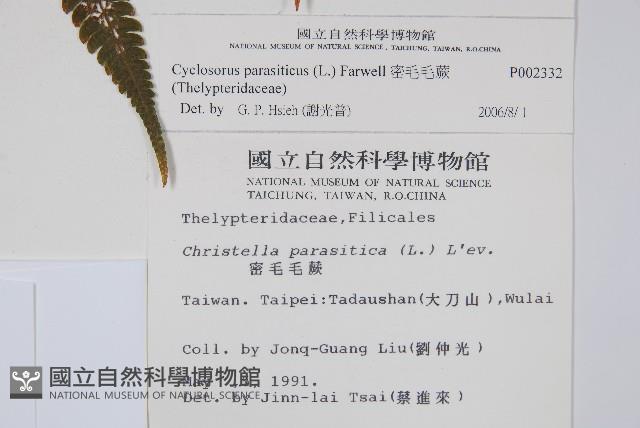 國立自然科學博物館
NATIONAL MUSEUM OF NATURAL SCIENCE, TAICHUNG, TAIWAN, R.O.CHINA
Cyclosorus parasiticus (L.) Farwell 密毛毛蕨 P002332
(Thelypteridaceae)
Det. by G. P. Hsieh (謝光普) 2006/8/1
國立自然科學博物館
NATIONAL MUSEUM OF NATURAL SCIENCE
TAICHUNG, TAIWAN, R.O.CHINA
Thelypteridaceae,Filicales
Christella parasitica (L.) L'ev.
密毛毛蕨
Taiwan. Taipei:Tadaushan(大刀山),Wulai
Coll. by Jonq-Guang Liu(劉仲光)
1991.
Det. by Jinn-lai Tsai(蔡進來)
國立自然科學博物館
NATIONAL MUSEUM OF NATURAL SCIENCE